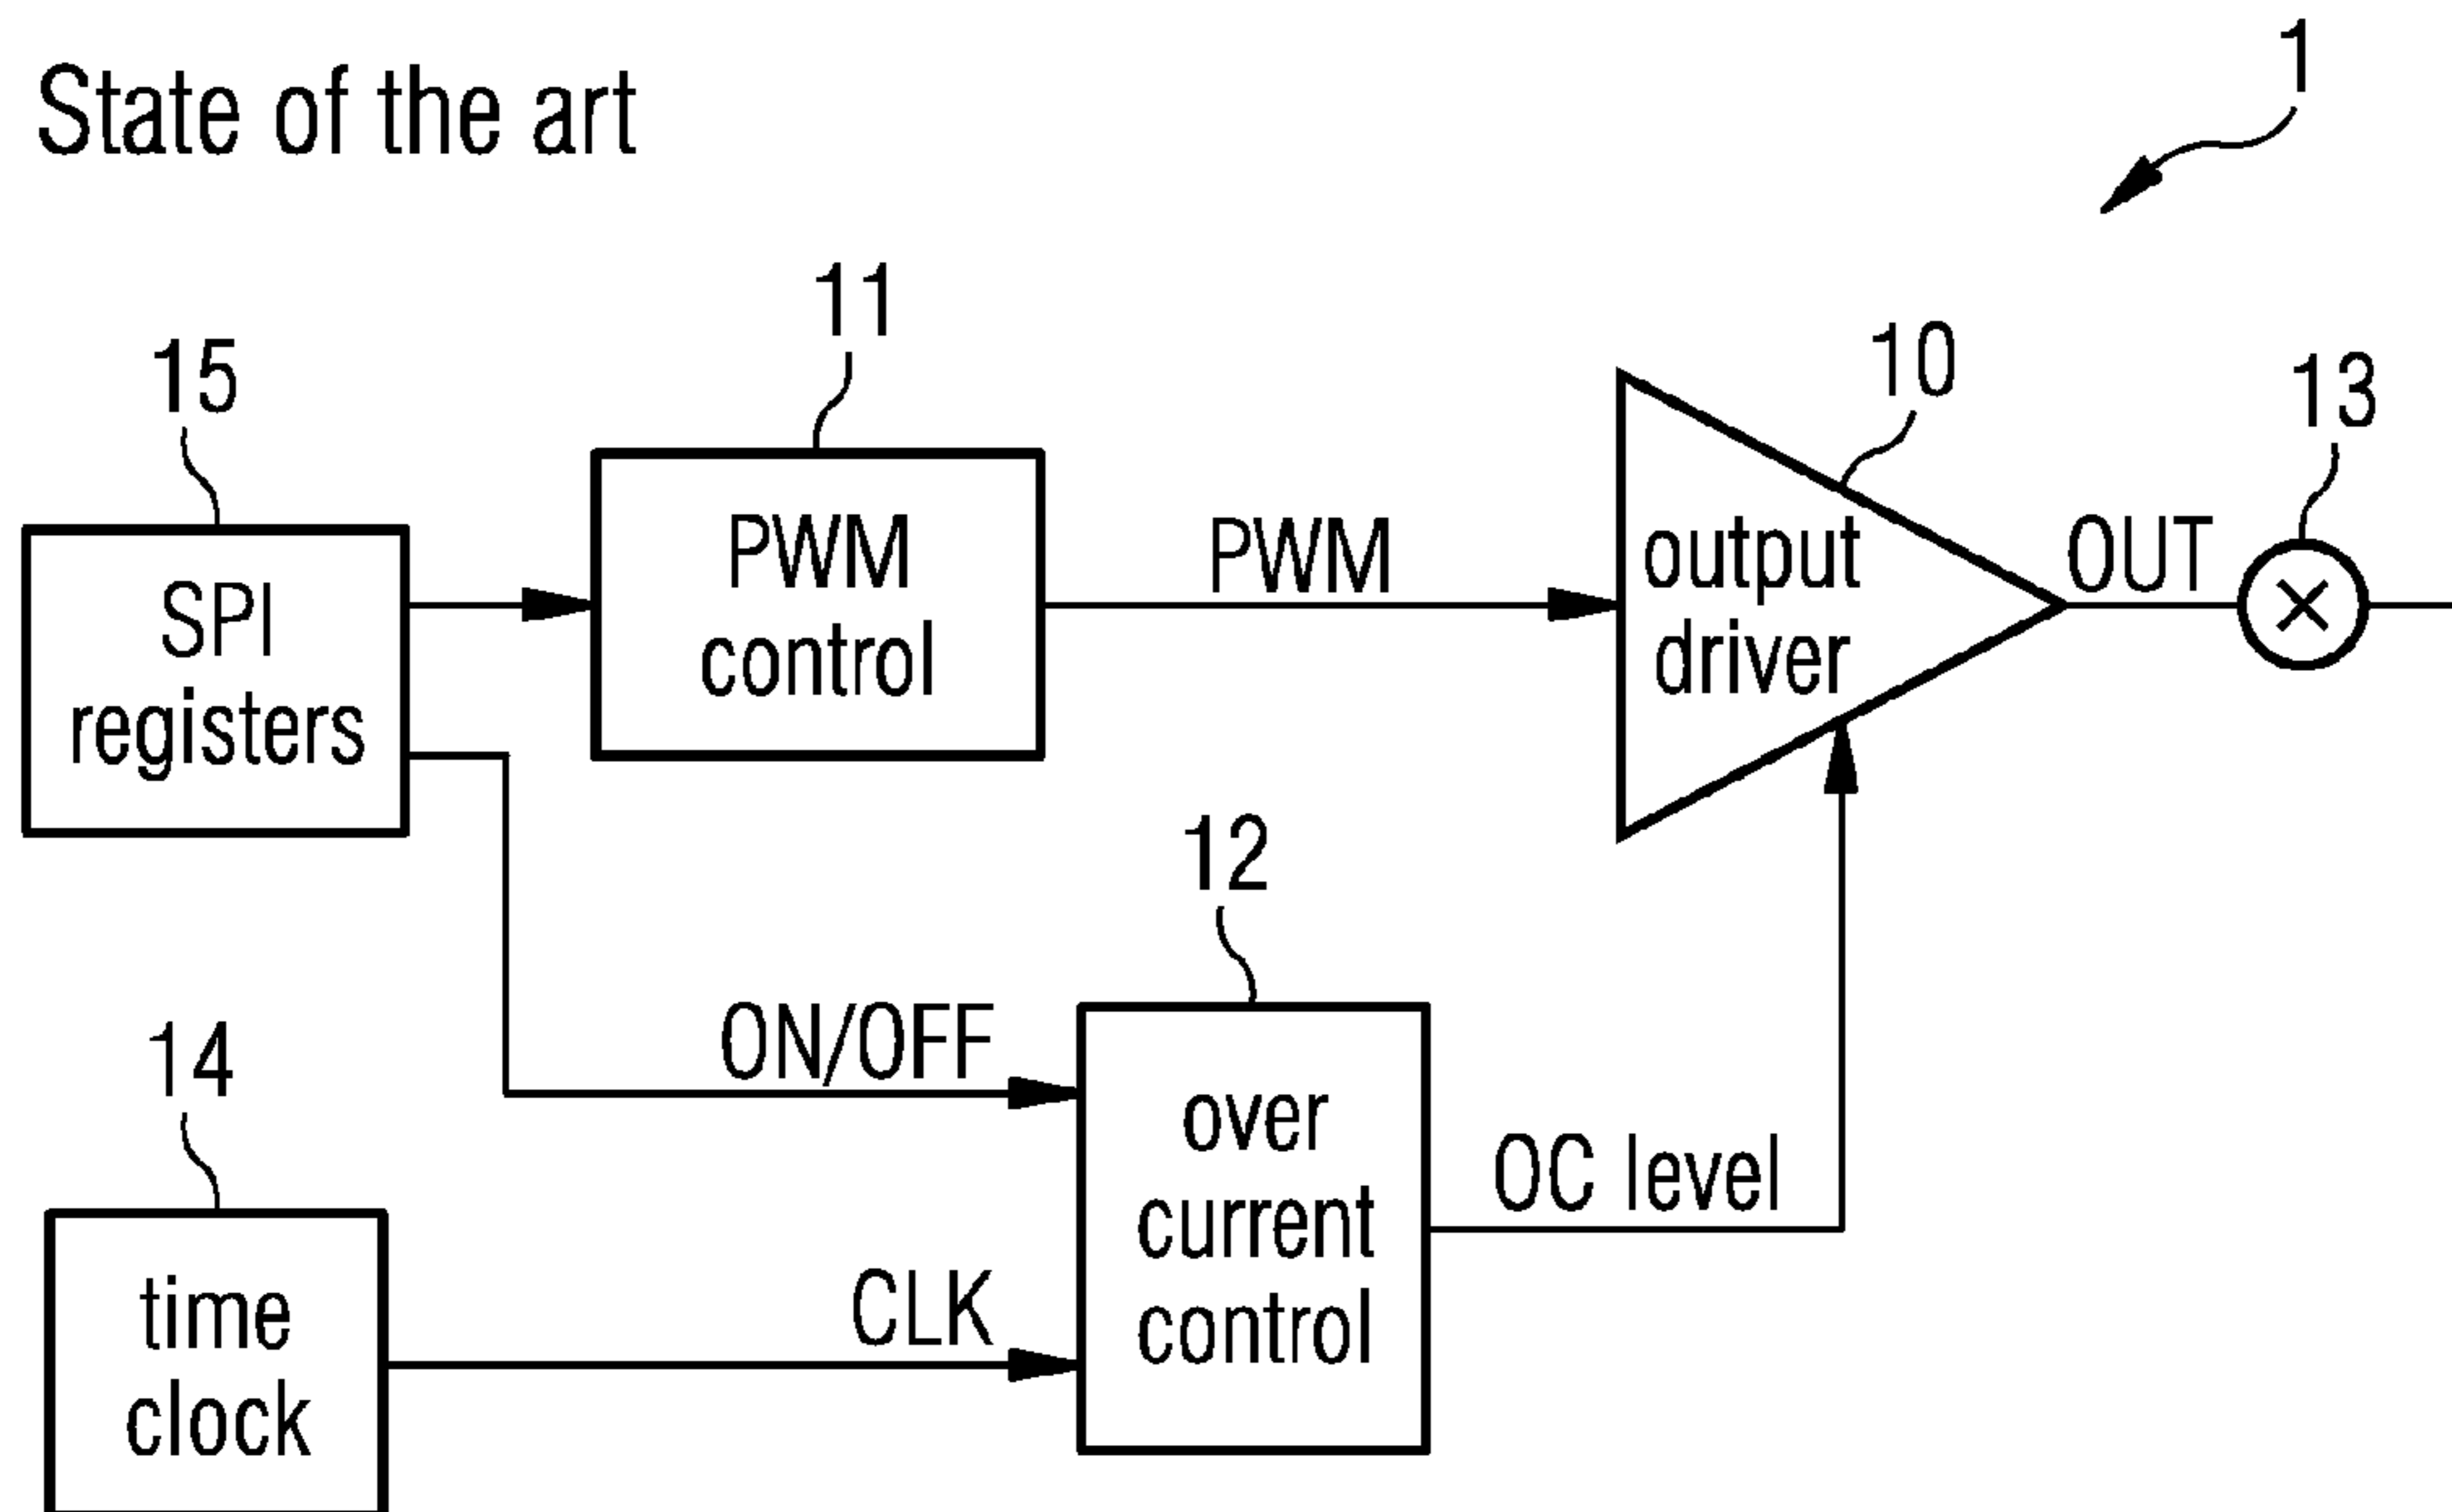 State of the art
1
11
15
10
13
PWM
control
PWM
output
driver
OUT
SPI
registers
12
14
ON/OFF
over
current
control
OC level
CLK
time
clock